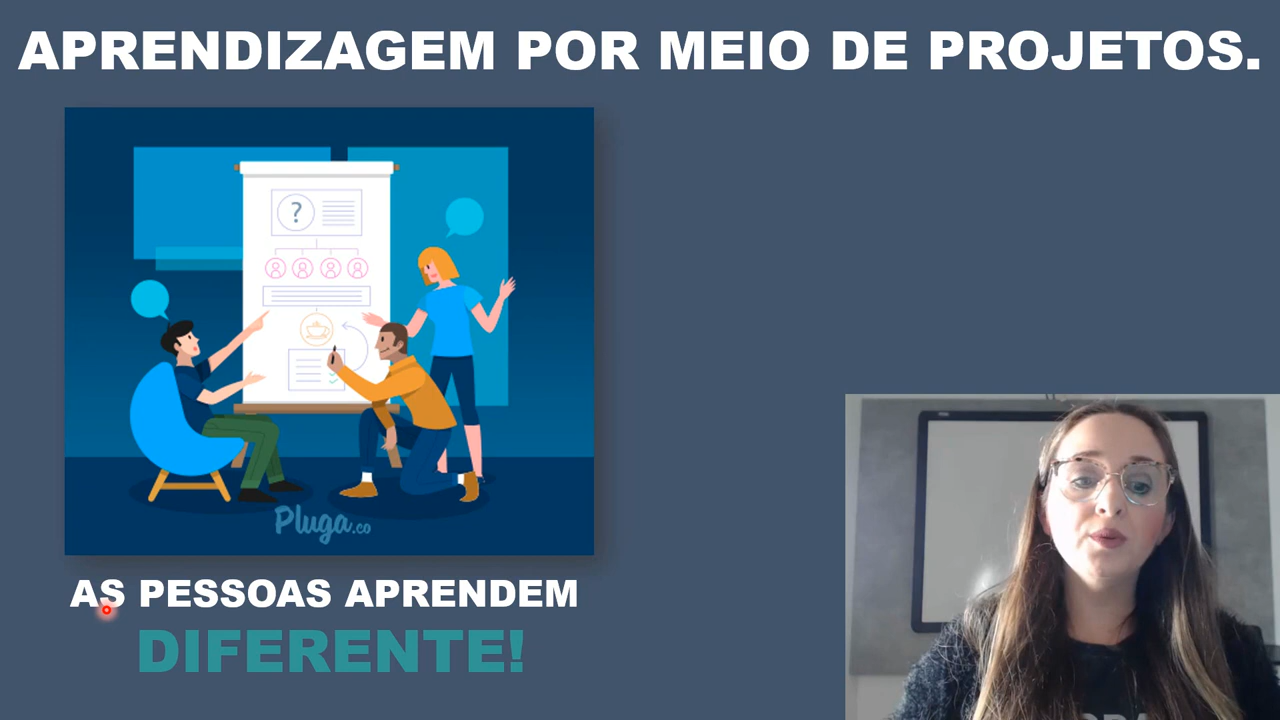 APRENDIZAGEM POR MEIO DE PROJETOS.
?
Pluga.co
AS PESSOAS APRENDEM
DIFERENTE!